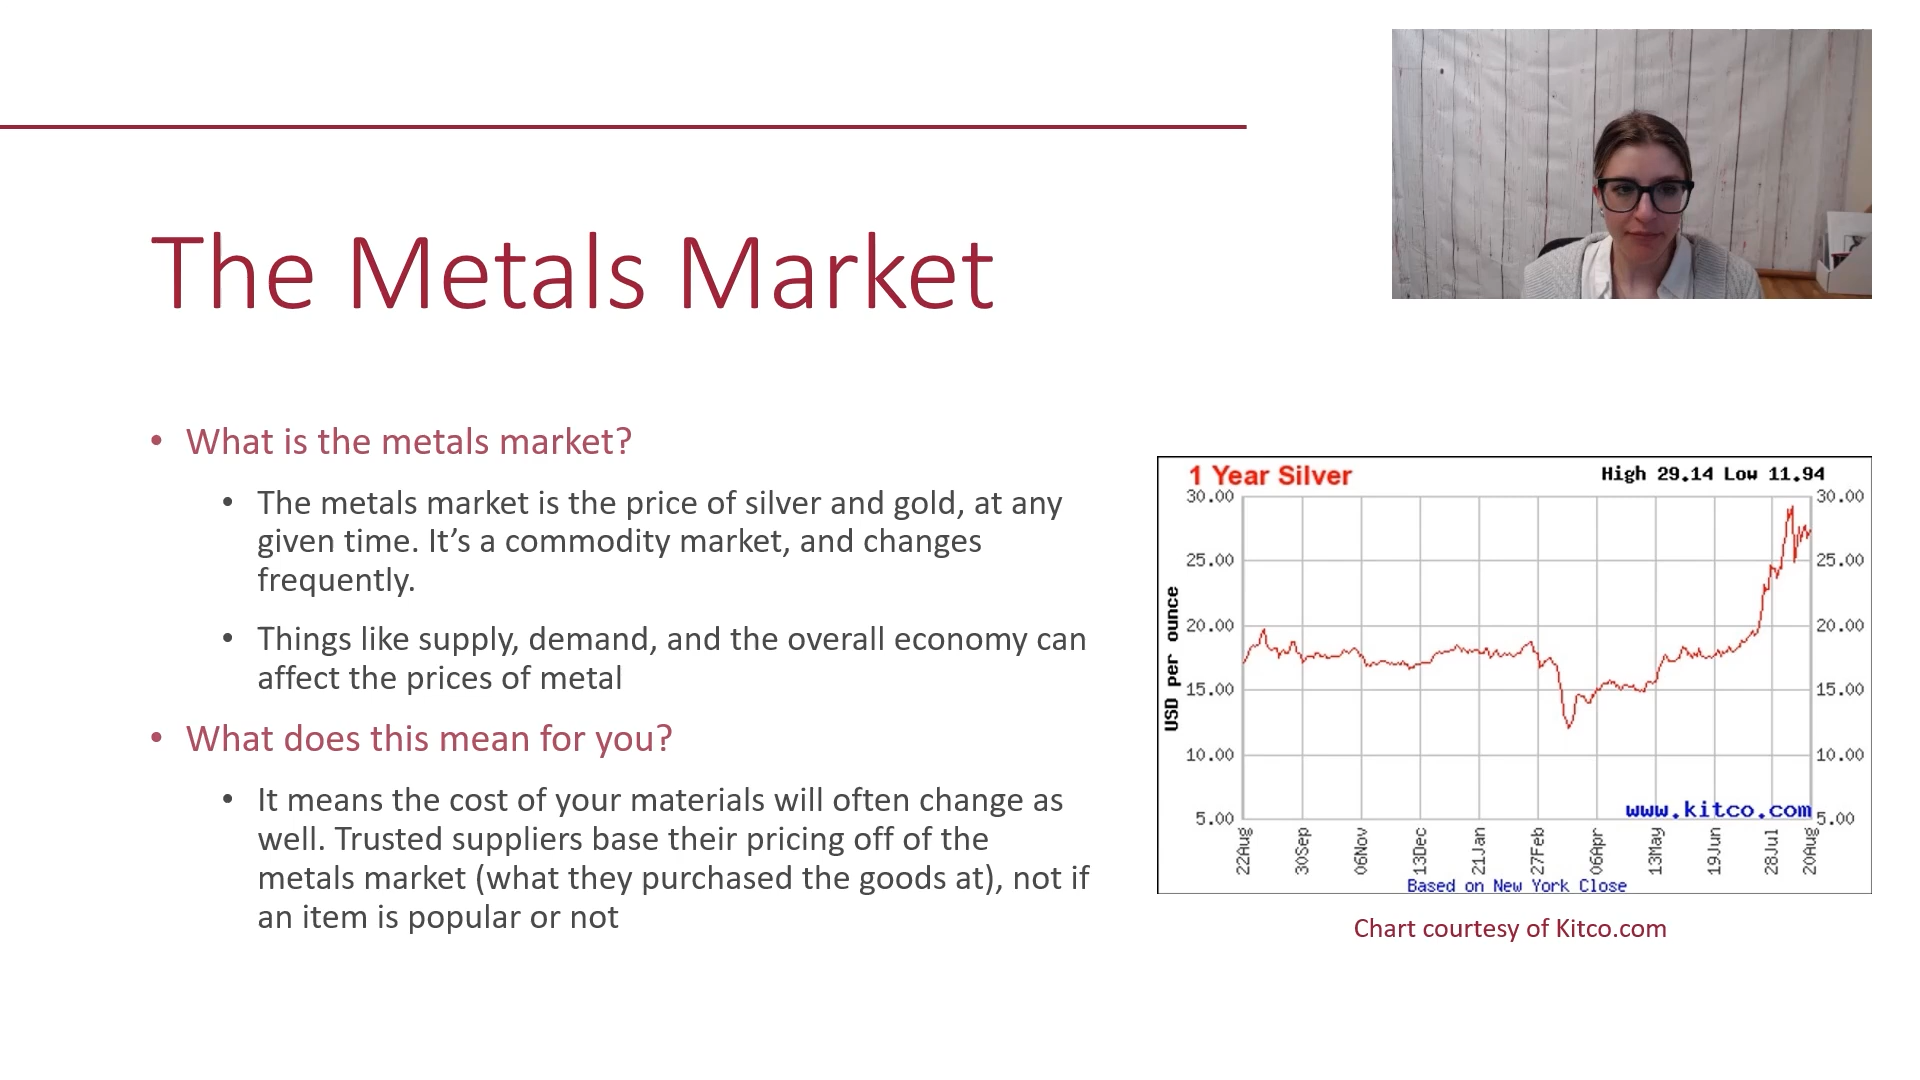 The Metals Market
• What is the metals market?
• The metals market is the price of silver and gold, at any
given time. It’s a commodity market, and changes
frequently.
• Things like supply, demand, and the overall economy can
affect the prices of metal
• What does this mean for you?
• It means the cost of your materials will often change as
well. Trusted suppliers base their pricing off of the
metals market (what they purchased the goods at), not if
an item is popular or not
1 Year Silver
High 29.14 Low 11.94
USD per ounce
30.00 30.00
25.00 25.00
20.00 20.00
15.00 15.00
10.00 10.00
www.kitco.com
5.00 5.00
22Aug 30Sep 06Nov 13Dec 21Jan 27Feb 06Apr 13May 19Jun 28Jul 20Aug
Based on New York Close
Chart courtesy of Kitco.com